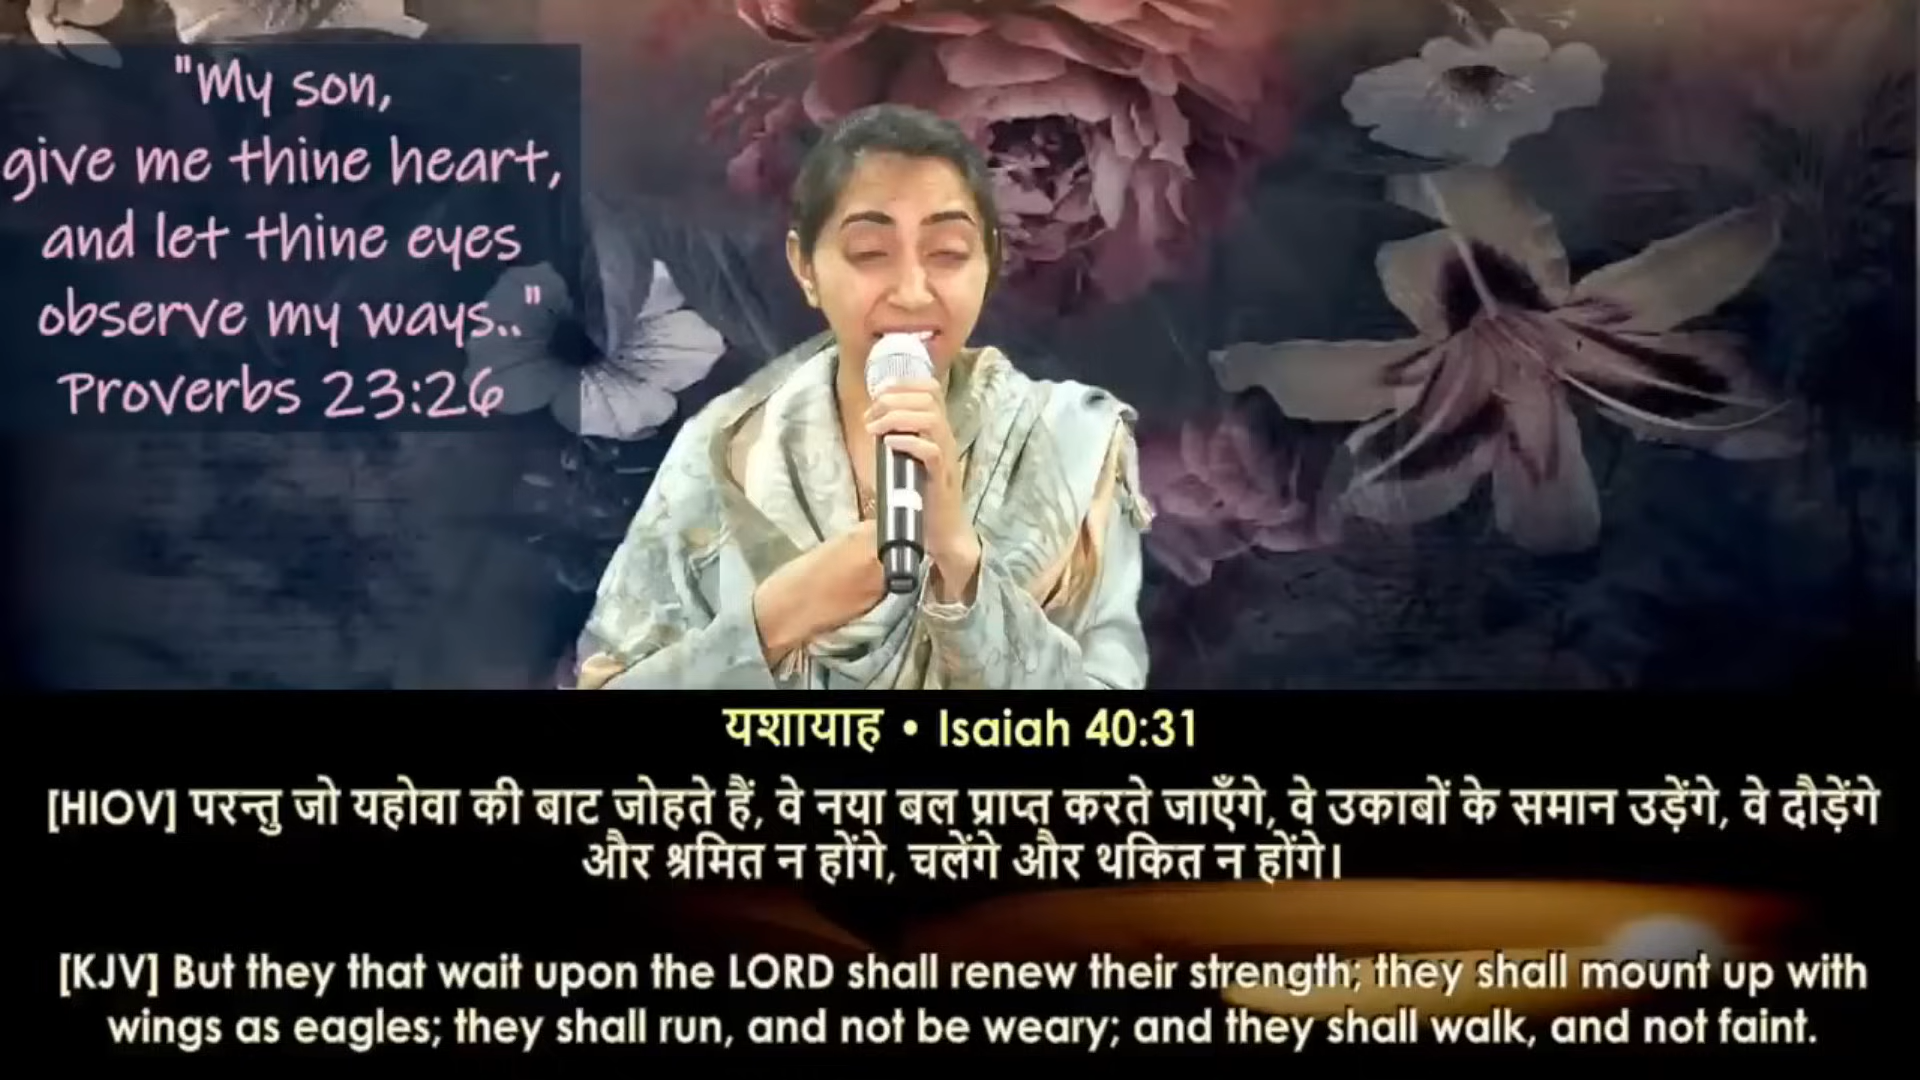 "My son,
give me thine heart,
and let thine eyes
observe my ways.."
Proverbs 23:26
यशायाह • Isaiah 40:31
[HIOV] परन्तु जो यहोवा की बाट जोहते हैं, वे नया बल प्राप्त करते जाएँगे, वे उकाबों के समान उड़ेंगे, वे दौड़ेंगे
और श्रमित न होंगे, चलेंगे और थकित न होंगे।
[KJV] But they that wait upon the LORD shall renew their strength; they shall mount up with
wings as eagles; they shall run, and not be weary; and they shall walk, and not faint.